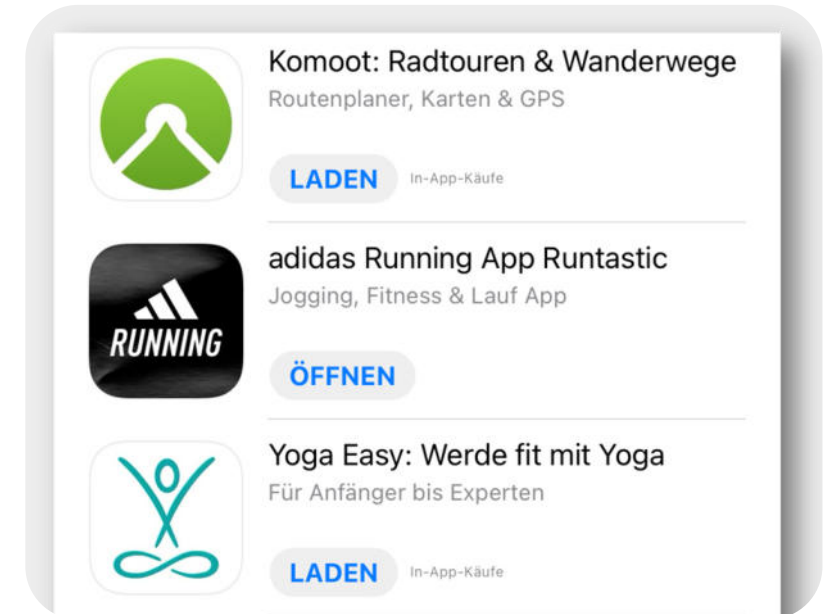 Komoot: Radtouren & Wanderwege
Routenplaner, Karten & GPS
LADEN In-App-Käufe
adidas Running App Runtastic
Jogging, Fitness & Lauf App
RUNNING
ÖFFNEN
Yoga Easy: Werde fit mit Yoga
Für Anfänger bis Experten
LADEN In-App-Käufe